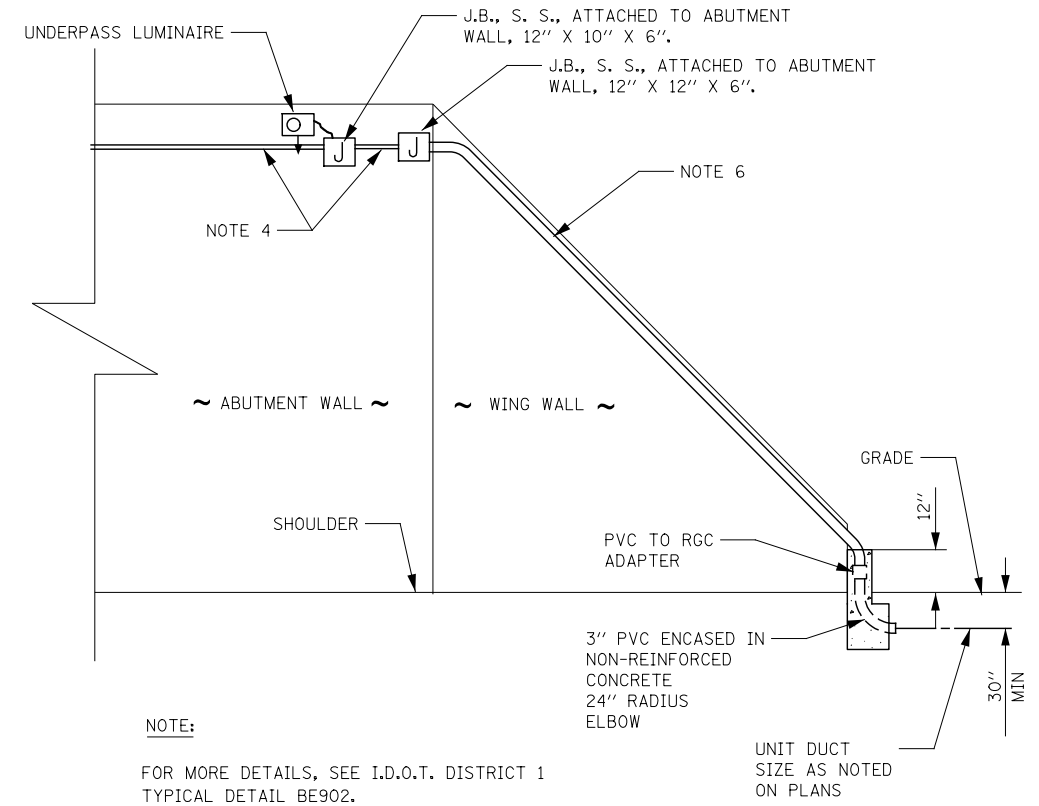 J.B., S. S., ATTACHED TO ABUTMENT
WALL, 12" X 10" X 6".
UNDERPASS LUMINAIRE
J.B., S. S., ATTACHED TO ABUTMENT
WALL, 12" X 12" X 6".
J
J
NOTE 6
NOTE 4
~ ABUTMENT WALL ~
~ WING WALL ~
GRADE
12"
SHOULDER
PVC TO RGC
ADAPTER
3" PVC ENCASED IN
NON-REINFORCED
CONCRETE
24" RADIUS
ELBOW
30"
MIN
NOTE:
UNIT DUCT
SIZE AS NOTED
ON PLANS
FOR MORE DETAILS, SEE I.D.O.T. DISTRICT 1
TYPICAL DETAIL BE902.